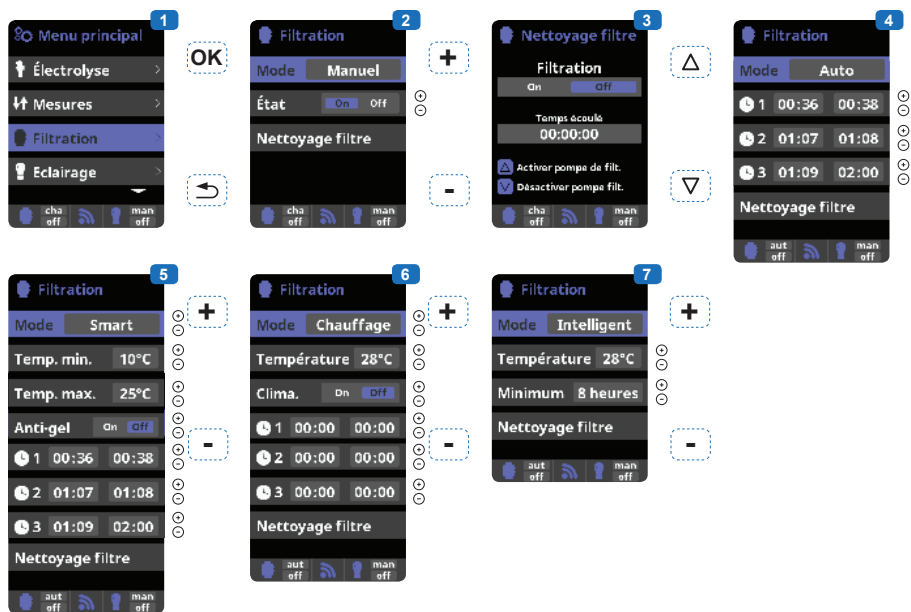 1
Menu principal
Électrolyse >
Mesures >
Filtration >
Eclairage >
cha off man off
OK
2
Filtration
Mode Manuel
État On Off
Nettoyage filtre
cha off man off
+
-
3
Nettoyage filtre
Filtration
On Off
Temps écoulé
00:00:00
Activer pompe de filt.
Désactiver pompe filt.
cha off man off
4
Filtration
Mode Auto
1 00:36 00:38
2 01:07 01:08
3 01:09 02:00
Nettoyage filtre
aut off man off
5
Filtration
Mode Smart
Temp. min. 10°C
Temp. max. 25°C
Anti-gel On Off
1 00:36 00:38
2 01:07 01:08
3 01:09 02:00
Nettoyage filtre
aut off man off
+
-
6
Filtration
Mode Chauffage
Température 28°C
Clima. On Off
1 00:00 00:00
2 00:00 00:00
3 00:00 00:00
Nettoyage filtre
aut off man off
+
-
7
Filtration
Mode Intelligent
Température 28°C
Minimum 8 heures
Nettoyage filtre
aut off man off
+
-